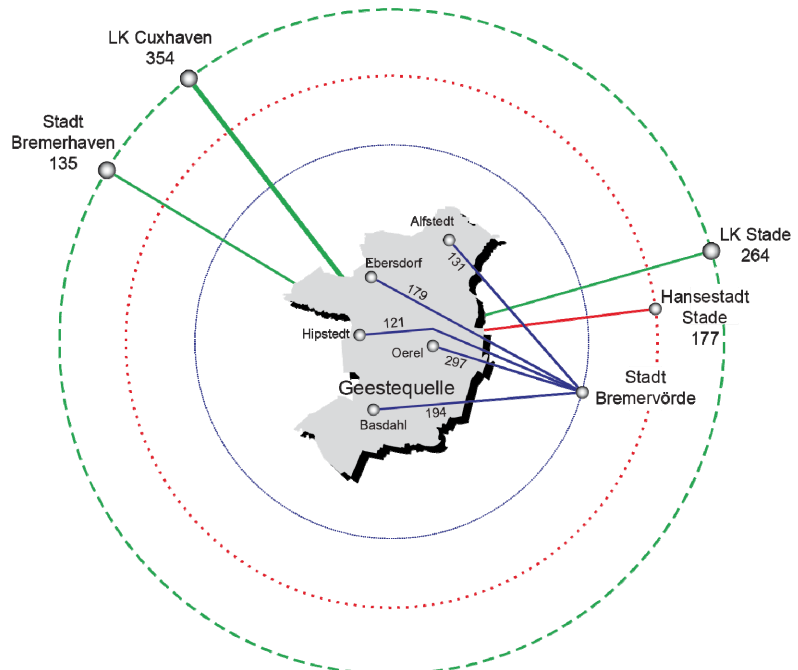 LK Cuxhaven
354
Stadt
Bremerhaven
135
Alfstedt
131
LK Stade
264
Ebersdorf
179
Hansestadt
Stade
177
121
Hipstedt
Oerel
297
Geestequelle
Stadt
Bremervörde
194
Basdahl